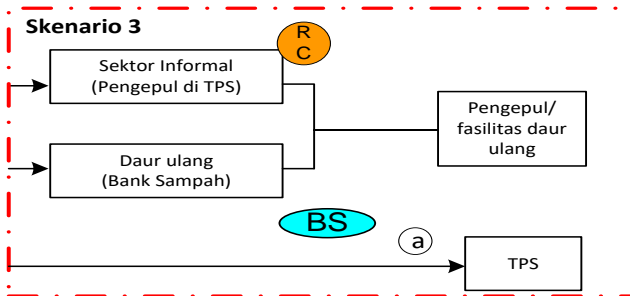 Skenario 3
R
C
Sektor Informal
(Pengepul di TPS)
Pengepul/
fasilitas daur
ulang
Daur ulang
(Bank Sampah)
BS
a
TPS